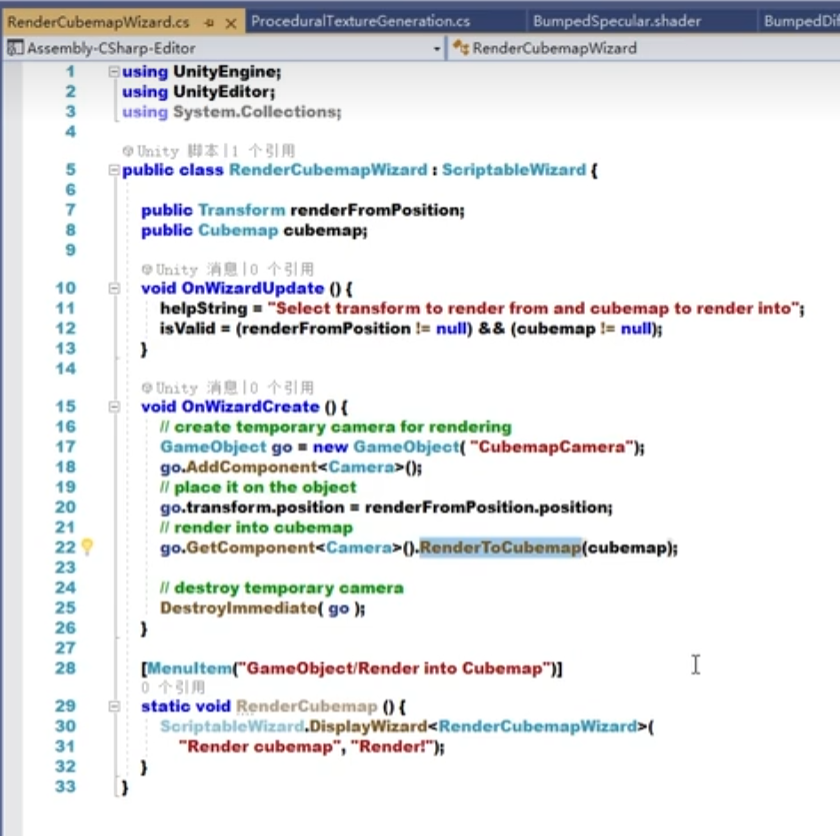 RenderCubemapWizard.cs ProceduralTextureGeneration.cs BumpedSpecular.shader BumpedDif
Assembly-CSharp-Editor RenderCubemapWizard
1 using UnityEngine;
2 using UnityEditor;
3 using System.Collections;
4
Unity 脚本|1 个引用
5 public class RenderCubemapWizard : ScriptableWizard {
6
7 public Transform renderFromPosition;
8 public Cubemap cubemap;
9
Unity 消息|0 个引用
10 void OnWizardUpdate () {
11 helpString = "Select transform to render from and cubemap to render into";
12 isValid = (renderFromPosition != null) && (cubemap != null);
13 }
14
Unity 消息|0 个引用
15 void OnWizardCreate () {
16 // create temporary camera for rendering
17 GameObject go = new GameObject( "CubemapCamera");
18 go.AddComponent<Camera>();
19 // place it on the object
20 go.transform.position = renderFromPosition.position;
21 // render into cubemap
22 go.GetComponent<Camera>().RenderToCubemap(cubemap);
23
24 // destroy temporary camera
25 DestroyImmediate( go );
26 }
27
28 [MenuItem("GameObject/Render into Cubemap")]
0 个引用
29 static void RenderCubemap () {
30 ScriptableWizard.DisplayWizard<RenderCubemapWizard>(
31 "Render cubemap", "Render!");
32 }
33 }